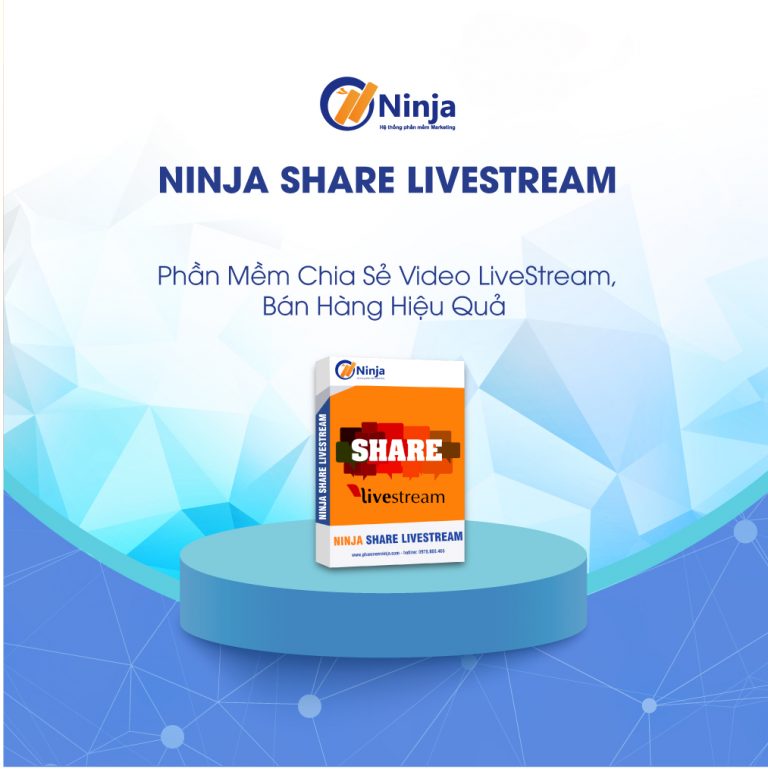 Ninja
Hệ thống phần mềm Marketing
NINJA SHARE LIVESTREAM
Phần Mềm Chia Sẻ Video LiveStream,
Bán Hàng Hiệu Quả
Ninja
NINJA SHARE LIVESTREAM
SHARE
livestream
NINJA SHARE LIVESTREAM